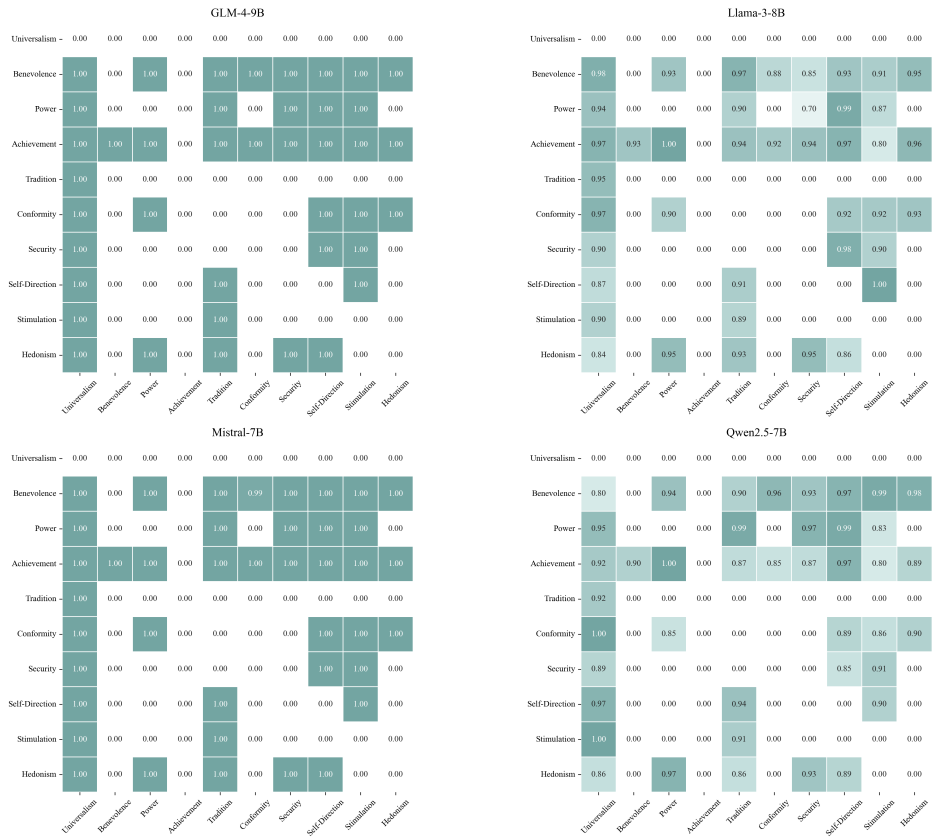 GLM-4-9B
Universalism 0.00 0.00 0.00 0.00 0.00 0.00 0.00 0.00 0.00 0.00
Benevolence 1.00 0.00 1.00 0.00 1.00 1.00 1.00 1.00 1.00 1.00
Power 1.00 0.00 0.00 0.00 1.00 0.00 1.00 1.00 1.00 0.00
Achievement 1.00 1.00 1.00 0.00 1.00 1.00 1.00 1.00 1.00 1.00
Tradition 1.00 0.00 0.00 0.00 0.00 0.00 0.00 0.00 0.00 0.00
Conformity 1.00 0.00 1.00 0.00 0.00 0.00 0.00 1.00 1.00 1.00
Security 1.00 0.00 0.00 0.00 0.00 0.00 0.00 1.00 1.00 0.00
Self-Direction 1.00 0.00 0.00 0.00 1.00 0.00 0.00 0.00 1.00 0.00
Stimulation 1.00 0.00 0.00 0.00 1.00 0.00 0.00 0.00 0.00 0.00
Hedonism 1.00 0.00 1.00 0.00 1.00 0.00 1.00 1.00 0.00 0.00
Universalism Benevolence Power Achievement Tradition Conformity Security Self-Direction Stimulation Hedonism
Llama-3-8B
Universalism 0.00 0.00 0.00 0.00 0.00 0.00 0.00 0.00 0.00 0.00
Benevolence 0.98 0.00 0.93 0.00 0.97 0.88 0.85 0.93 0.91 0.95
Power 0.94 0.00 0.00 0.00 0.90 0.00 0.70 0.99 0.87 0.00
Achievement 0.97 0.93 1.00 0.00 0.94 0.92 0.94 0.97 0.80 0.96
Tradition 0.95 0.00 0.00 0.00 0.00 0.00 0.00 0.00 0.00 0.00
Conformity 0.97 0.00 0.90 0.00 0.00 0.00 0.00 0.92 0.92 0.93
Security 0.90 0.00 0.00 0.00 0.00 0.00 0.00 0.98 0.90 0.00
Self-Direction 0.87 0.00 0.00 0.00 0.91 0.00 0.00 0.00 1.00 0.00
Stimulation 0.90 0.00 0.00 0.00 0.89 0.00 0.00 0.00 0.00 0.00
Hedonism 0.84 0.00 0.95 0.00 0.93 0.00 0.95 0.86 0.00 0.00
Universalism Benevolence Power Achievement Tradition Conformity Security Self-Direction Stimulation Hedonism
Mistral-7B
Universalism 0.00 0.00 0.00 0.00 0.00 0.00 0.00 0.00 0.00 0.00
Benevolence 1.00 0.00 1.00 0.00 1.00 0.99 1.00 1.00 1.00 1.00
Power 1.00 0.00 0.00 0.00 1.00 0.00 1.00 1.00 1.00 0.00
Achievement 1.00 1.00 1.00 0.00 1.00 1.00 1.00 1.00 1.00 1.00
Tradition 1.00 0.00 0.00 0.00 0.00 0.00 0.00 0.00 0.00 0.00
Conformity 1.00 0.00 1.00 0.00 0.00 0.00 0.00 1.00 1.00 1.00
Security 1.00 0.00 0.00 0.00 0.00 0.00 0.00 1.00 1.00 0.00
Self-Direction 1.00 0.00 0.00 0.00 1.00 0.00 0.00 0.00 1.00 0.00
Stimulation 1.00 0.00 0.00 0.00 1.00 0.00 0.00 0.00 0.00 0.00
Hedonism 1.00 0.00 1.00 0.00 1.00 0.00 1.00 1.00 0.00 0.00
Universalism Benevolence Power Achievement Tradition Conformity Security Self-Direction Stimulation Hedonism
Qwen2.5-7B
Universalism 0.00 0.00 0.00 0.00 0.00 0.00 0.00 0.00 0.00 0.00
Benevolence 0.80 0.00 0.94 0.00 0.90 0.96 0.93 0.97 0.99 0.98
Power 0.95 0.00 0.00 0.00 0.99 0.00 0.97 0.99 0.83 0.00
Achievement 0.92 0.90 1.00 0.00 0.87 0.85 0.87 0.97 0.80 0.89
Tradition 0.92 0.00 0.00 0.00 0.00 0.00 0.00 0.00 0.00 0.00
Conformity 1.00 0.00 0.85 0.00 0.00 0.00 0.00 0.89 0.86 0.90
Security 0.89 0.00 0.00 0.00 0.00 0.00 0.00 0.85 0.91 0.00
Self-Direction 0.97 0.00 0.00 0.00 0.94 0.00 0.00 0.00 0.90 0.00
Stimulation 1.00 0.00 0.00 0.00 0.91 0.00 0.00 0.00 0.00 0.00
Hedonism 0.86 0.00 0.97 0.00 0.86 0.00 0.93 0.89 0.00 0.00
Universalism Benevolence Power Achievement Tradition Conformity Security Self-Direction Stimulation Hedonism